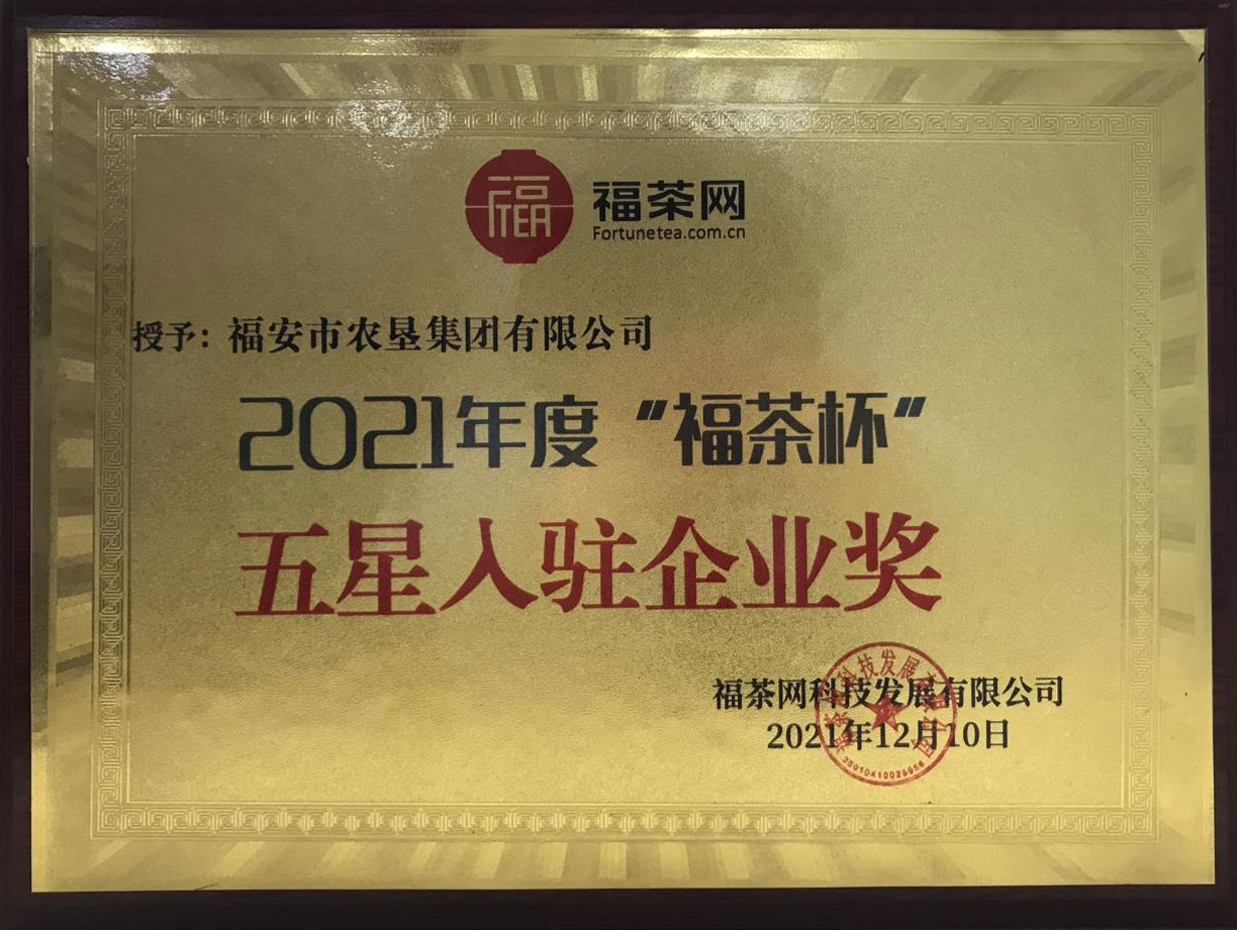 福 FTEA
福茶网
Fortunetea.com.cn
授予：福安市农垦集团有限公司
2021年度“福茶杯”
五星入驻企业奖
福茶网科技发展有限公司
2021年12月10日